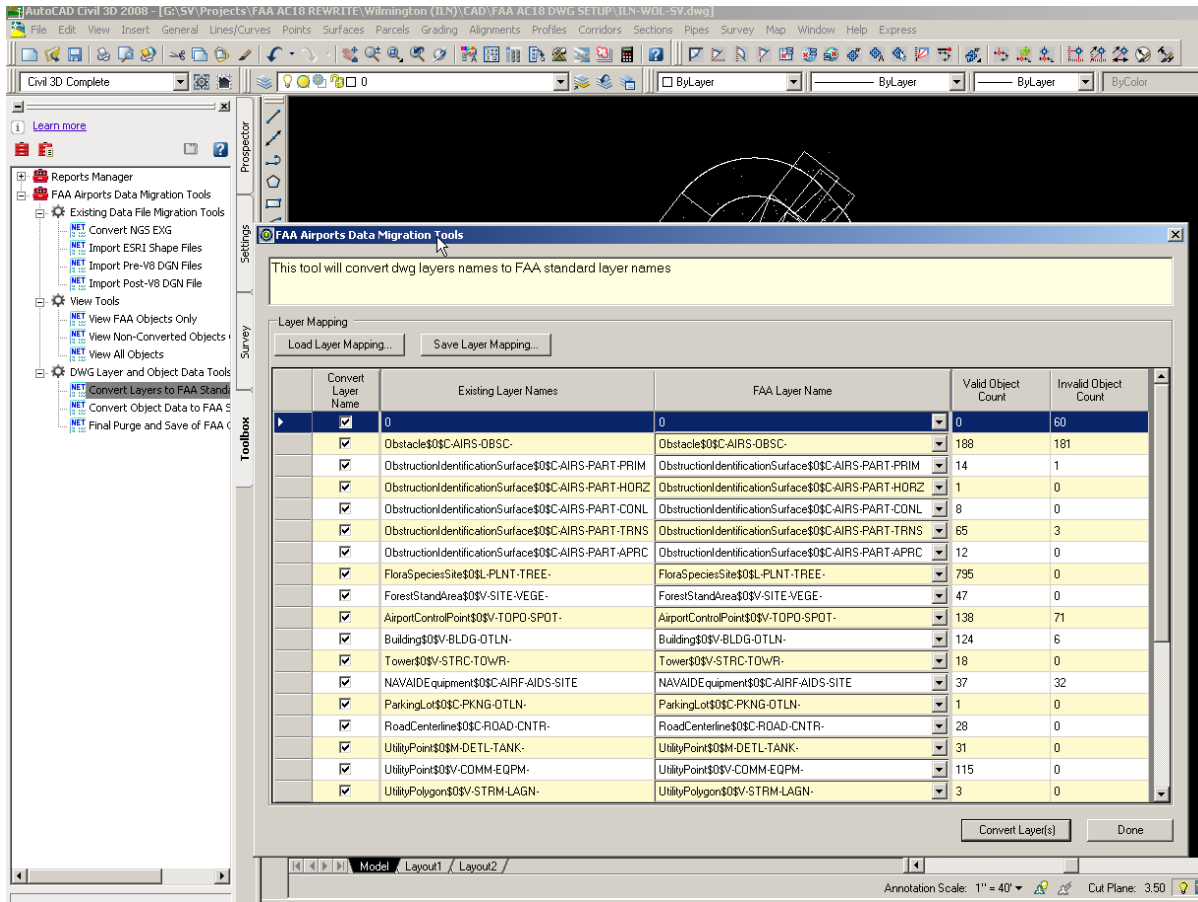 AutoCAD Civil 3D 2008 - [G:\SV\Projects\FAA AC18 REWRITE\Wilmington (ILN)\CAD\FAA AC18 DWG SETUP\ILN-WOL-SV.dwg]
File Edit View Insert General Lines/Curves Points Surfaces Parcels Grading Alignments Profiles Corridors Sections Pipes Survey Map Window Help Express
Civil 3D Complete 0 ByLayer ByLayer ByLayer ByColor
Learn more
Reports Manager
FAA Airports Data Migration Tools
Existing Data File Migration Tools
NET Convert NGS EXG
NET Import ESRI Shape Files
NET Import Pre-V8 DGN Files
NET Import Post-V8 DGN File
View Tools
NET View FAA Objects Only
NET View Non-Converted Objects
NET View All Objects
DWG Layer and Object Data Tools
NET Convert Layers to FAA Standa
NET Convert Object Data to FAA S
NET Final Purge and Save of FAA
Prospector
Settings
Survey
Toolbox
FAA Airports Data Migration Tools
This tool will convert dwg layers names to FAA standard layer names
Layer Mapping
Load Layer Mapping... Save Layer Mapping...
Convert Layer Name Existing Layer Names FAA Layer Name Valid Object Count Invalid Object Count
0 0 0 60
Obstacle$0$C-AIRS-OBSC- Obstacle$0$C-AIRS-OBSC- 188 181
ObstructionIdentificationSurface$0$C-AIRS-PART-PRIM ObstructionIdentificationSurface$0$C-AIRS-PART-PRIM 14 1
ObstructionIdentificationSurface$0$C-AIRS-PART-HORZ ObstructionIdentificationSurface$0$C-AIRS-PART-HORZ 1 0
ObstructionIdentificationSurface$0$C-AIRS-PART-CONL ObstructionIdentificationSurface$0$C-AIRS-PART-CONL 8 0
ObstructionIdentificationSurface$0$C-AIRS-PART-TRNS ObstructionIdentificationSurface$0$C-AIRS-PART-TRNS 65 3
ObstructionIdentificationSurface$0$C-AIRS-PART-APRC ObstructionIdentificationSurface$0$C-AIRS-PART-APRC 12 0
FloraSpeciesSite$0$L-PLNT-TREE- FloraSpeciesSite$0$L-PLNT-TREE- 795 0
ForestStandArea$0$V-SITE-VEGE- ForestStandArea$0$V-SITE-VEGE- 47 0
AirportControlPoint$0$V-TOPO-SPOT- AirportControlPoint$0$V-TOPO-SPOT- 138 71
Building$0$V-BLDG-OTLN- Building$0$V-BLDG-OTLN- 124 6
Tower$0$V-STRC-TOWR- Tower$0$V-STRC-TOWR- 18 0
NAVAIDEquipment$0$C-AIRF-AIDS-SITE NAVAIDEquipment$0$C-AIRF-AIDS-SITE 37 32
ParkingLot$0$C-PKNG-OTLN- ParkingLot$0$C-PKNG-OTLN- 1 0
RoadCenterline$0$C-ROAD-CNTR- RoadCenterline$0$C-ROAD-CNTR- 28 0
UtilityPoint$0$M-DETL-TANK- UtilityPoint$0$M-DETL-TANK- 31 0
UtilityPoint$0$V-COMM-EQPM- UtilityPoint$0$V-COMM-EQPM- 115 0
UtilityPolygon$0$V-STRM-LAGN- UtilityPolygon$0$V-STRM-LAGN- 3 0
Convert Layer(s) Done
Model Layout1 Layout2
Annotation Scale: 1" = 40' Cut Plane: 3.50